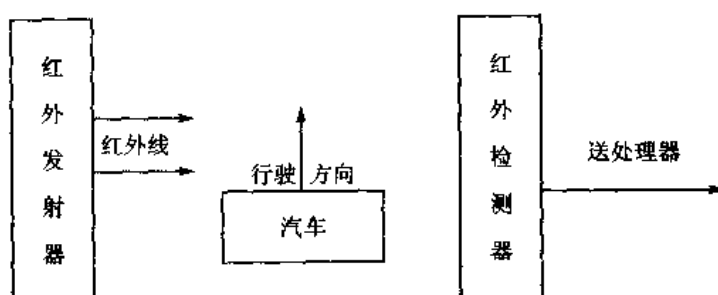 红外发射器
红外线
行驶方向
汽车
红外检测器
送处理器